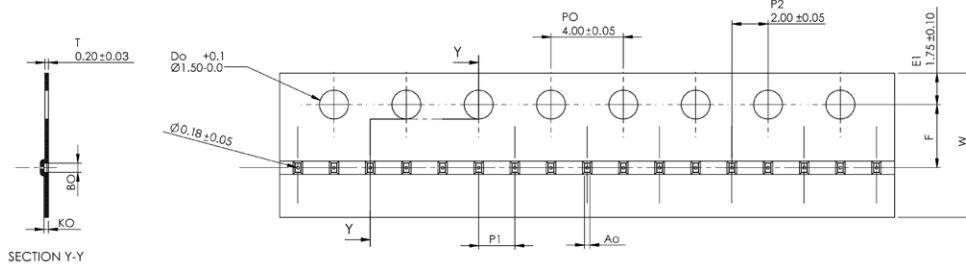 T
0.20 ±0.03
Do +0.1
Ø1.50-0.0
Y
PO
4.00 ±0.05
P2
2.00 ±0.05
E1
1.75 ±0.10
Ø0.18 ±0.05
F
W
BO
KO
Y
P1
Ao
SECTION Y-Y